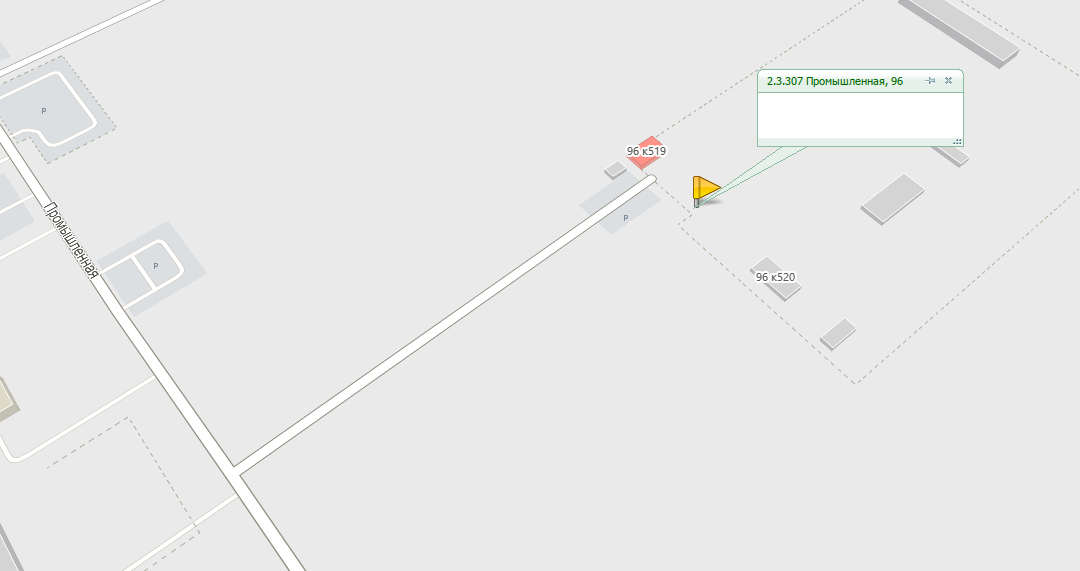 2.3.307 Промышленная, 96
P
96 к519
P
Промышленная
P
96 к520